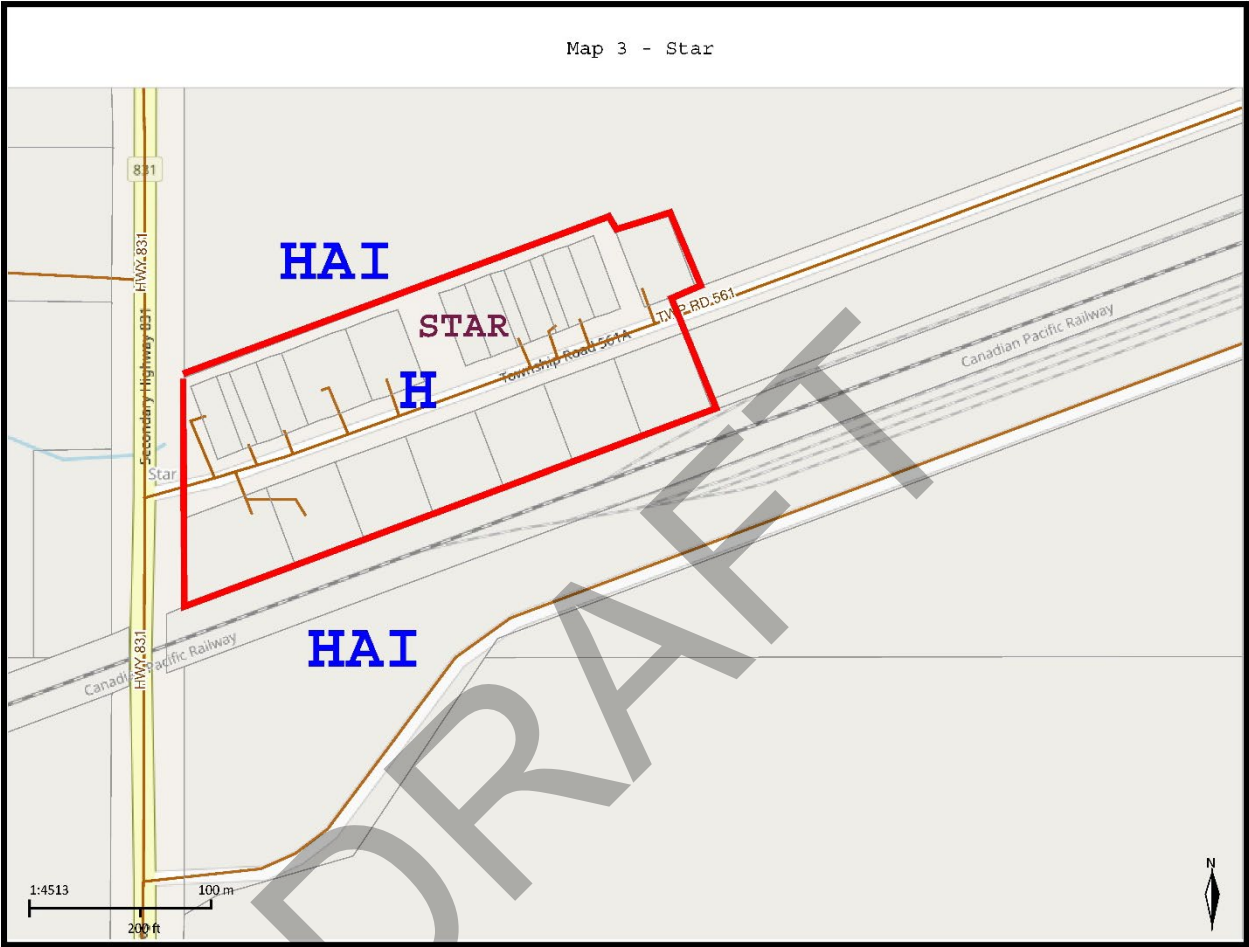 Map 3 - Star
831
HWY 831
HAI
STAR
TWP RD 561
Canadian Pacific Railway
Secondary Highway 831
Township Road 561A
H
Star
HAI
HWY 831
Canadian Pacific Railway
DRAFT
1:4513
100 m
200 ft
N